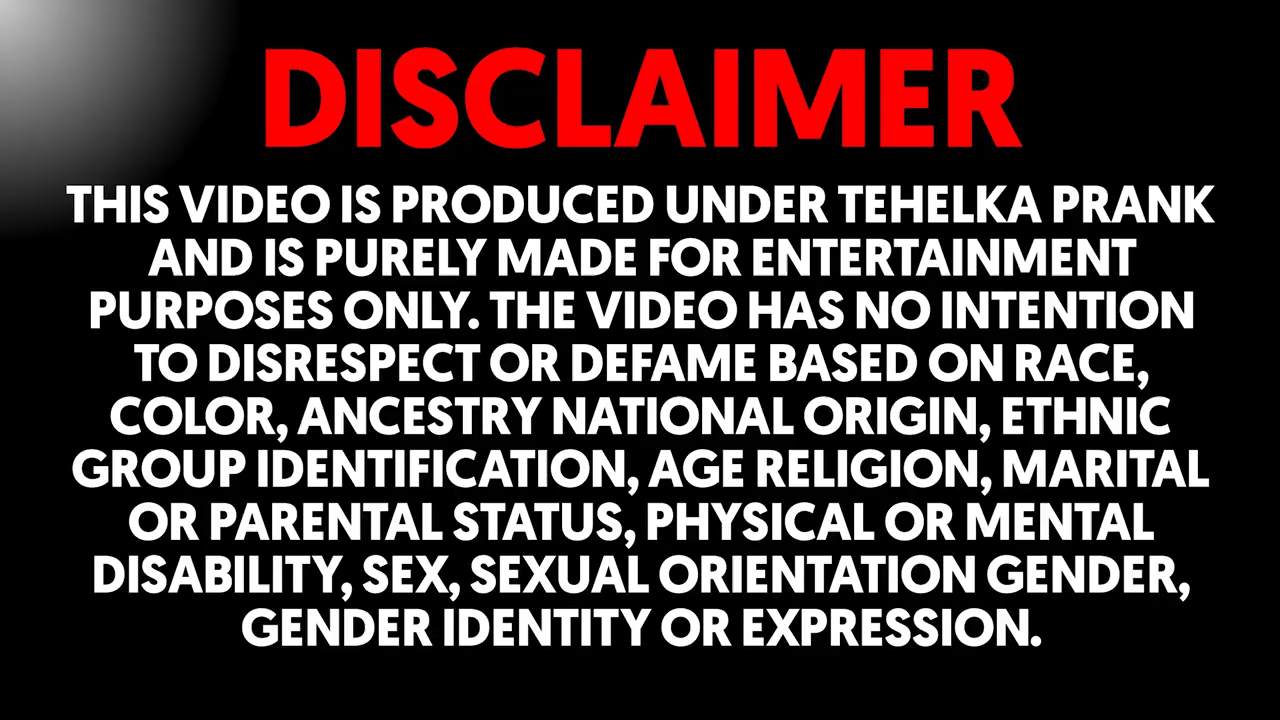 DISCLAIMER
THIS VIDEO IS PRODUCED UNDER TEHELKA PRANK
AND IS PURELY MADE FOR ENTERTAINMENT
PURPOSES ONLY. THE VIDEO HAS NO INTENTION
TO DISRESPECT OR DEFAME BASED ON RACE,
COLOR, ANCESTRY NATIONAL ORIGIN, ETHNIC
GROUP IDENTIFICATION, AGE RELIGION, MARITAL
OR PARENTAL STATUS, PHYSICAL OR MENTAL
DISABILITY, SEX, SEXUAL ORIENTATION GENDER,
GENDER IDENTITY OR EXPRESSION.